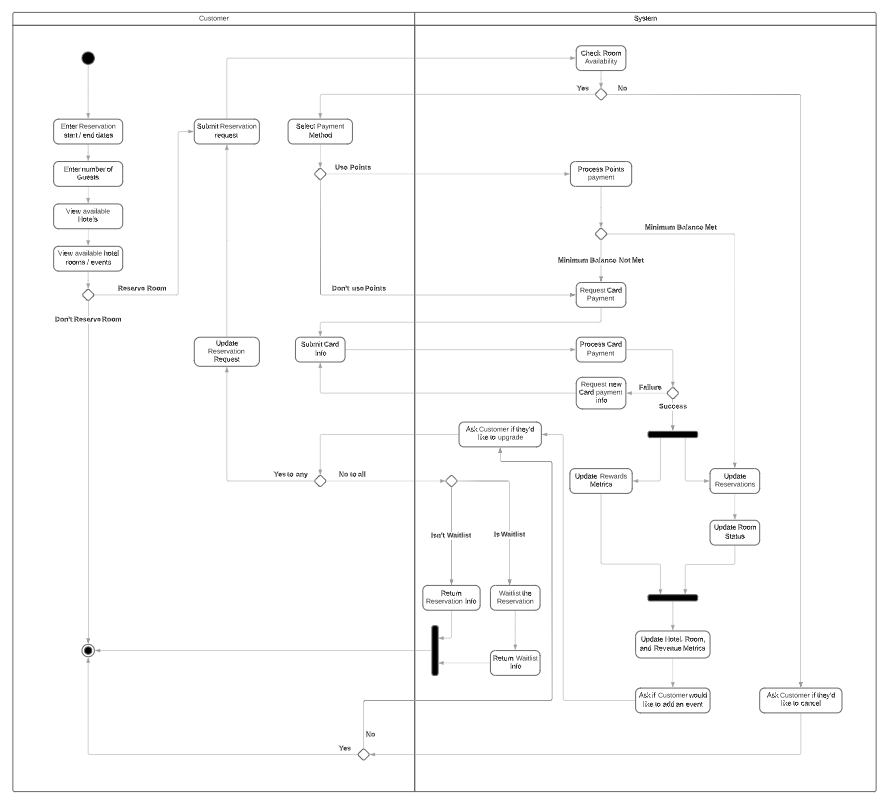 Customer
System
Check Room
Availability
Yes
No
Enter Reservation
start / end dates
Submit Reservation
request
Select Payment
Method
Enter number of
Guests
Use Points
Process Points
payment
View available
Hotels
Minimum Balance Met
View available hotel
rooms / events
Minimum Balance Not Met
Reserve Room
Don't use Points
Request Card
Payment
Don't Reserve Room
Update
Reservation
Request
Submit Card
Info
Process Card
Payment
Request new
Card payment
info
Failure
Success
Ask Customer if they'd
like to upgrade
Yes to any
No to all
Update Rewards
Metrics
Update
Reservations
Isn't Waitlist
Is Waitlist
Update Room
Status
Return
Reservation Info
Waitlist the
Reservation
Update Hotel, Room,
and Revenue Metrics
Return Waitlist
Info
Ask if Customer would
like to add an event
Ask Customer if they'd
like to cancel
No
Yes